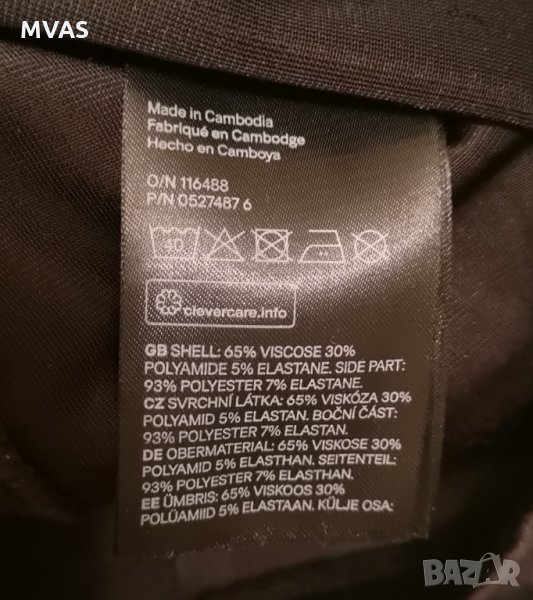 MVAS
Made in Cambodia
Fabriqué en Cambodge
Hecho en Camboya
O/N 116488
P/N 0527487 6
40
clevercare.info
GB SHELL: 65% VISCOSE 30%
POLYAMIDE 5% ELASTANE. SIDE PART:
93% POLYESTER 7% ELASTANE.
CZ SVRCHNÍ LÁTKA: 65% VISKÓZA 30%
POLYAMID 5% ELASTAN. BOČNÍ ČÁST:
93% POLYESTER 7% ELASTAN.
DE OBERMATERIAL: 65% VISKOSE 30%
POLYAMID 5% ELASTHAN. SEITENTEIL:
93% POLYESTER 7% ELASTHAN.
EE ÜMBRIS: 65% VISKOOS 30%
POLÜAMIID 5% ELASTAAN. KÜLJE OSA:
BAZAR